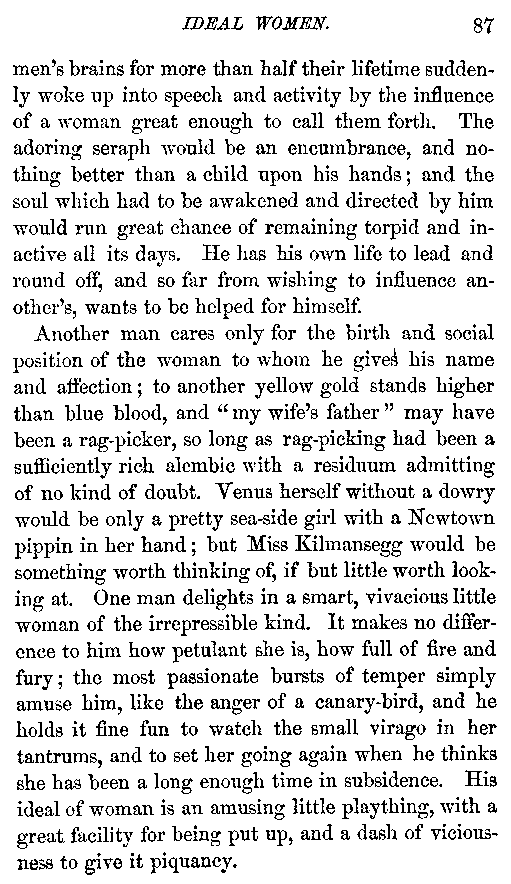 IDEAL WOMEN. 87
men's brains for more than half their lifetime sudden-
ly woke up into speech and activity by the influence
of a woman great enough to call them forth. The
adoring seraph would be an encumbrance, and no-
thing better than a child upon his hands; and the
soul which had to be awakened and directed by him
would run great chance of remaining torpid and in-
active all its days. He has his own life to lead and
round off, and so far from wishing to influence an-
other's, wants to be helped for himself.
Another man cares only for the birth and social
position of the woman to whom he gives his name
and affection; to another yellow gold stands higher
than blue blood, and "my wife's father" may have
been a rag-picker, so long as rag-picking had been a
sufficiently rich alembic with a residuum admitting
of no kind of doubt. Venus herself without a dowry
would be only a pretty sea-side girl with a Newtown
pippin in her hand; but Miss Kilmansegg would be
something worth thinking of, if but little worth look-
ing at. One man delights in a smart, vivacious little
woman of the irrepressible kind. It makes no differ-
ence to him how petulant she is, how full of fire and
fury; the most passionate bursts of temper simply
amuse him, like the anger of a canary-bird, and he
holds it fine fun to watch the small virago in her
tantrums, and to set her going again when he thinks
she has been a long enough time in subsidence. His
ideal of woman is an amusing little plaything, with a
great facility for being put up, and a dash of vicious-
ness to give it piquancy.